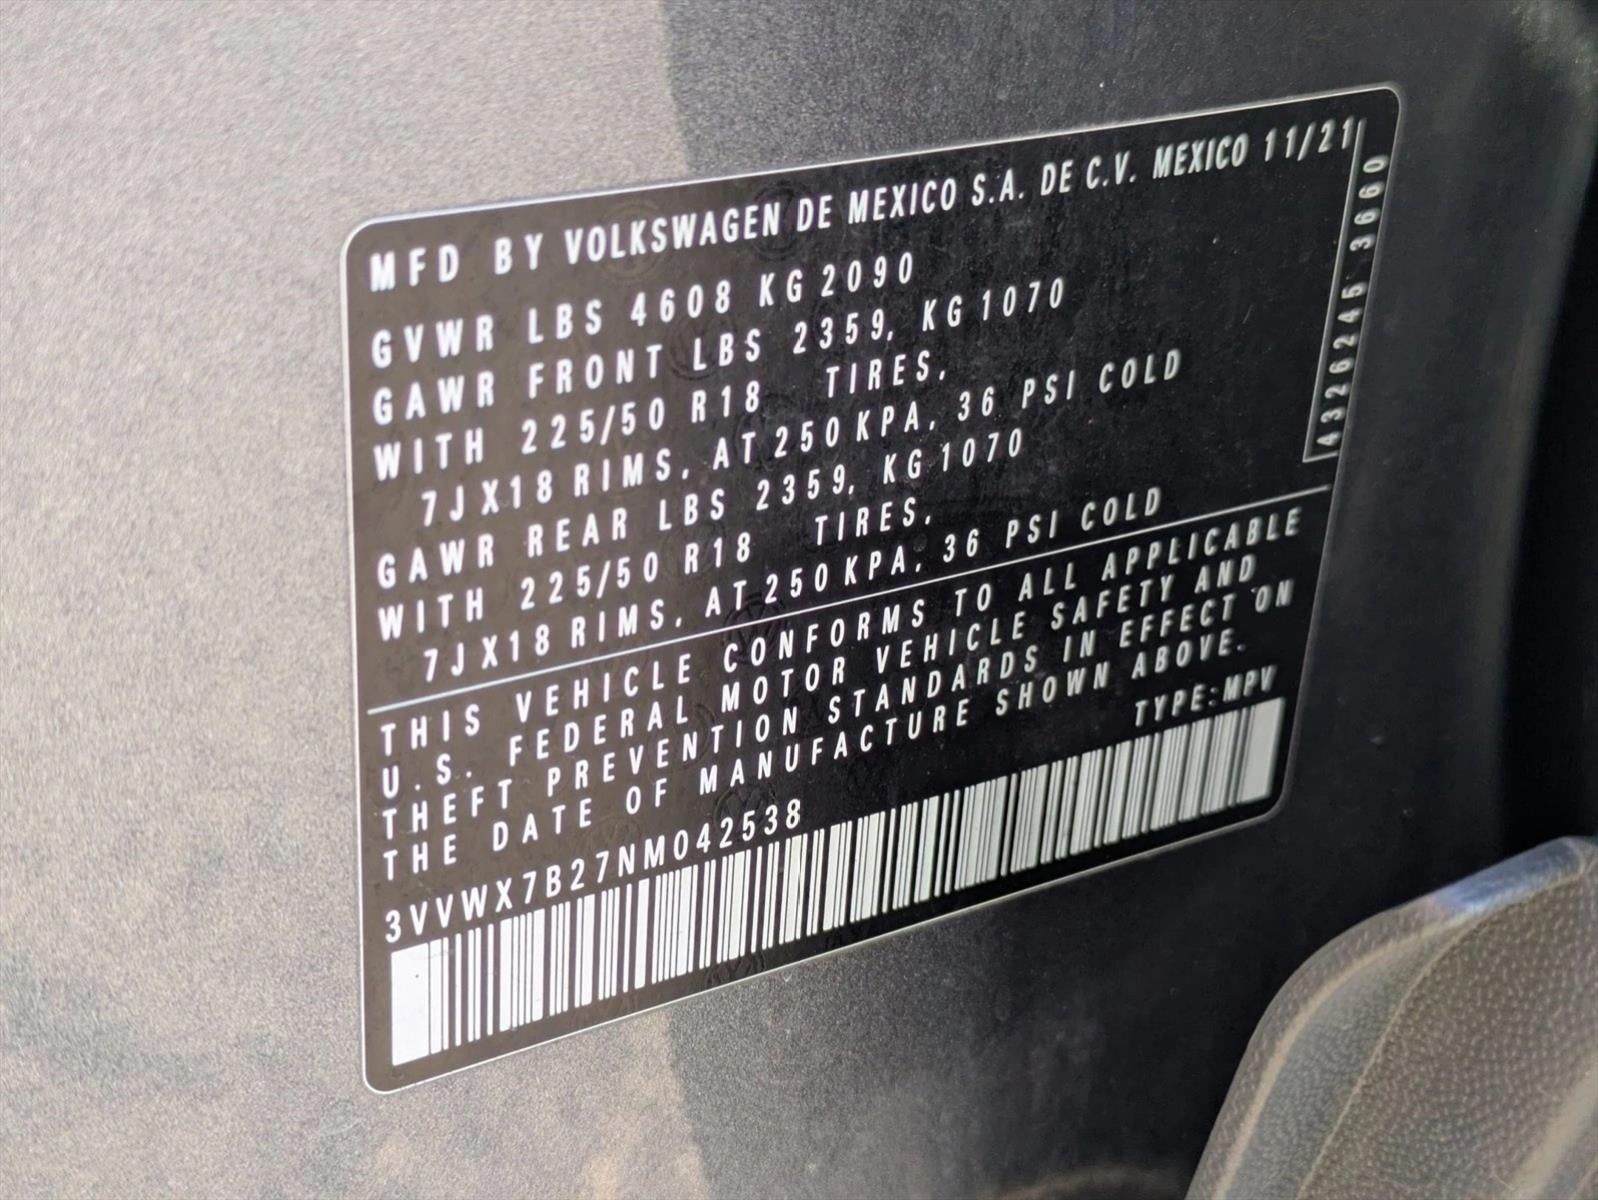 MFD BY VOLKSWAGEN DE MEXICO S.A. DE C.V. MEXICO 11/21
GVWR LBS 4608 KG 2090
GAWR FRONT LBS 2359, KG 1070
WITH 225/50 R18 TIRES,
7JX18 RIMS, AT 250 KPA, 36 PSI COLD
GAWR REAR LBS 2359, KG 1070
WITH 225/50 R18 TIRES,
7JX18 RIMS, AT 250 KPA, 36 PSI COLD
THIS VEHICLE CONFORMS TO ALL APPLICABLE
U.S. FEDERAL MOTOR VEHICLE SAFETY AND
THEFT PREVENTION STANDARDS IN EFFECT ON
THE DATE OF MANUFACTURE SHOWN ABOVE.
TYPE: MPV
3VVWX7B27NM042538
4326245 3660